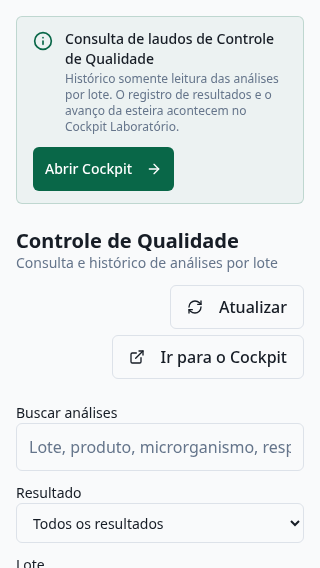 Consulta de laudos de Controle
de Qualidade
Histórico somente leitura das análises
por lote. O registro de resultados e o
avanço da esteira acontecem no
Cockpit Laboratório.
Abrir Cockpit
Controle de Qualidade
Consulta e histórico de análises por lote
Atualizar
Ir para o Cockpit
Buscar análises
Lote, produto, microrganismo, resp
Resultado
Todos os resultados
Lote